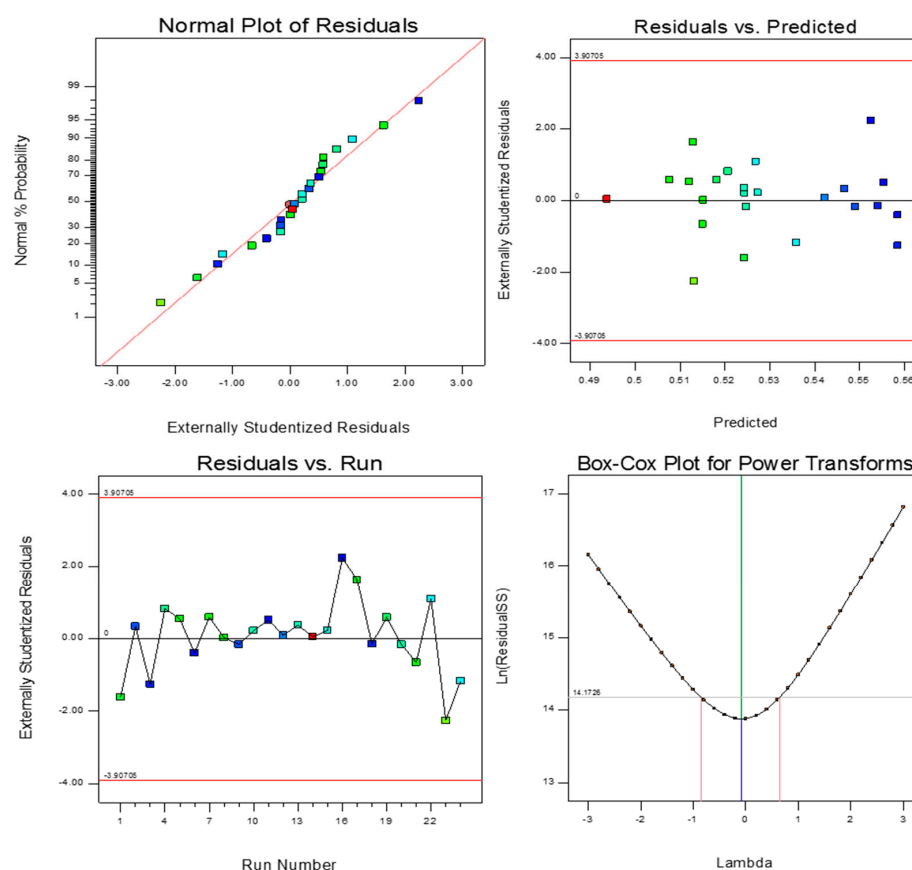 Normal Plot of Residuals
Normal % Probability
99
95
90
80
70
50
30
20
10
5
1
-3.00 -2.00 -1.00 0.00 1.00 2.00 3.00
Externally Studentized Residuals
Residuals vs. Predicted
Externally Studentized Residuals
4.00
3.90705
2.00
0.00
0
-2.00
-4.00
-3.90705
0.49 0.5 0.51 0.52 0.53 0.54 0.55 0.56
Predicted
Residuals vs. Run
Externally Studentized Residuals
4.00
3.90705
2.00
0.00
0
-2.00
-4.00
-3.90705
1 4 7 10 13 16 19 22
Run Number
Box-Cox Plot for Power Transforms
Ln(ResidualSS)
17
16
15
14.1726
14
13
-3 -2 -1 0 1 2 3
Lambda